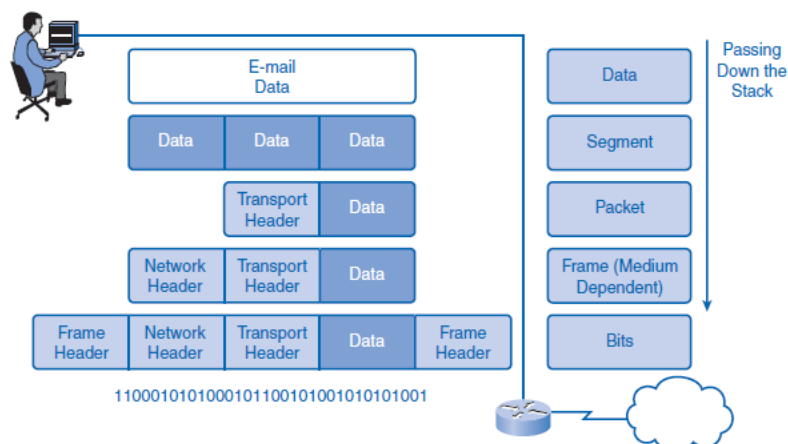 E-mail
Data
Data
Passing
Down the
Stack
Data
Data
Data
Segment
Transport
Header
Data
Packet
Network
Header
Transport
Header
Data
Frame (Medium
Dependent)
Frame
Header
Network
Header
Transport
Header
Data
Frame
Header
Bits
110001010100010110010100101010101001